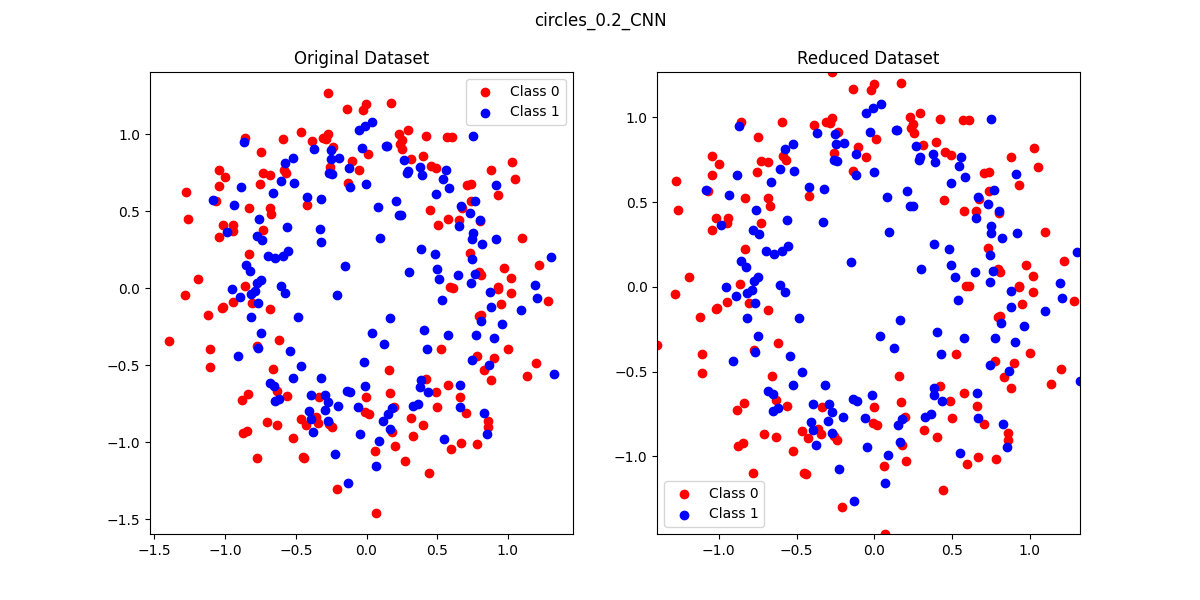 circles_0.2_CNN
Original Dataset
Class 0
Class 1
1.0
0.5
0.0
−0.5
−1.0
−1.5
−1.5 −1.0 −0.5 0.0 0.5 1.0
Reduced Dataset
1.0
0.5
0.0
−0.5
−1.0
Class 0
Class 1
−1.0 −0.5 0.0 0.5 1.0